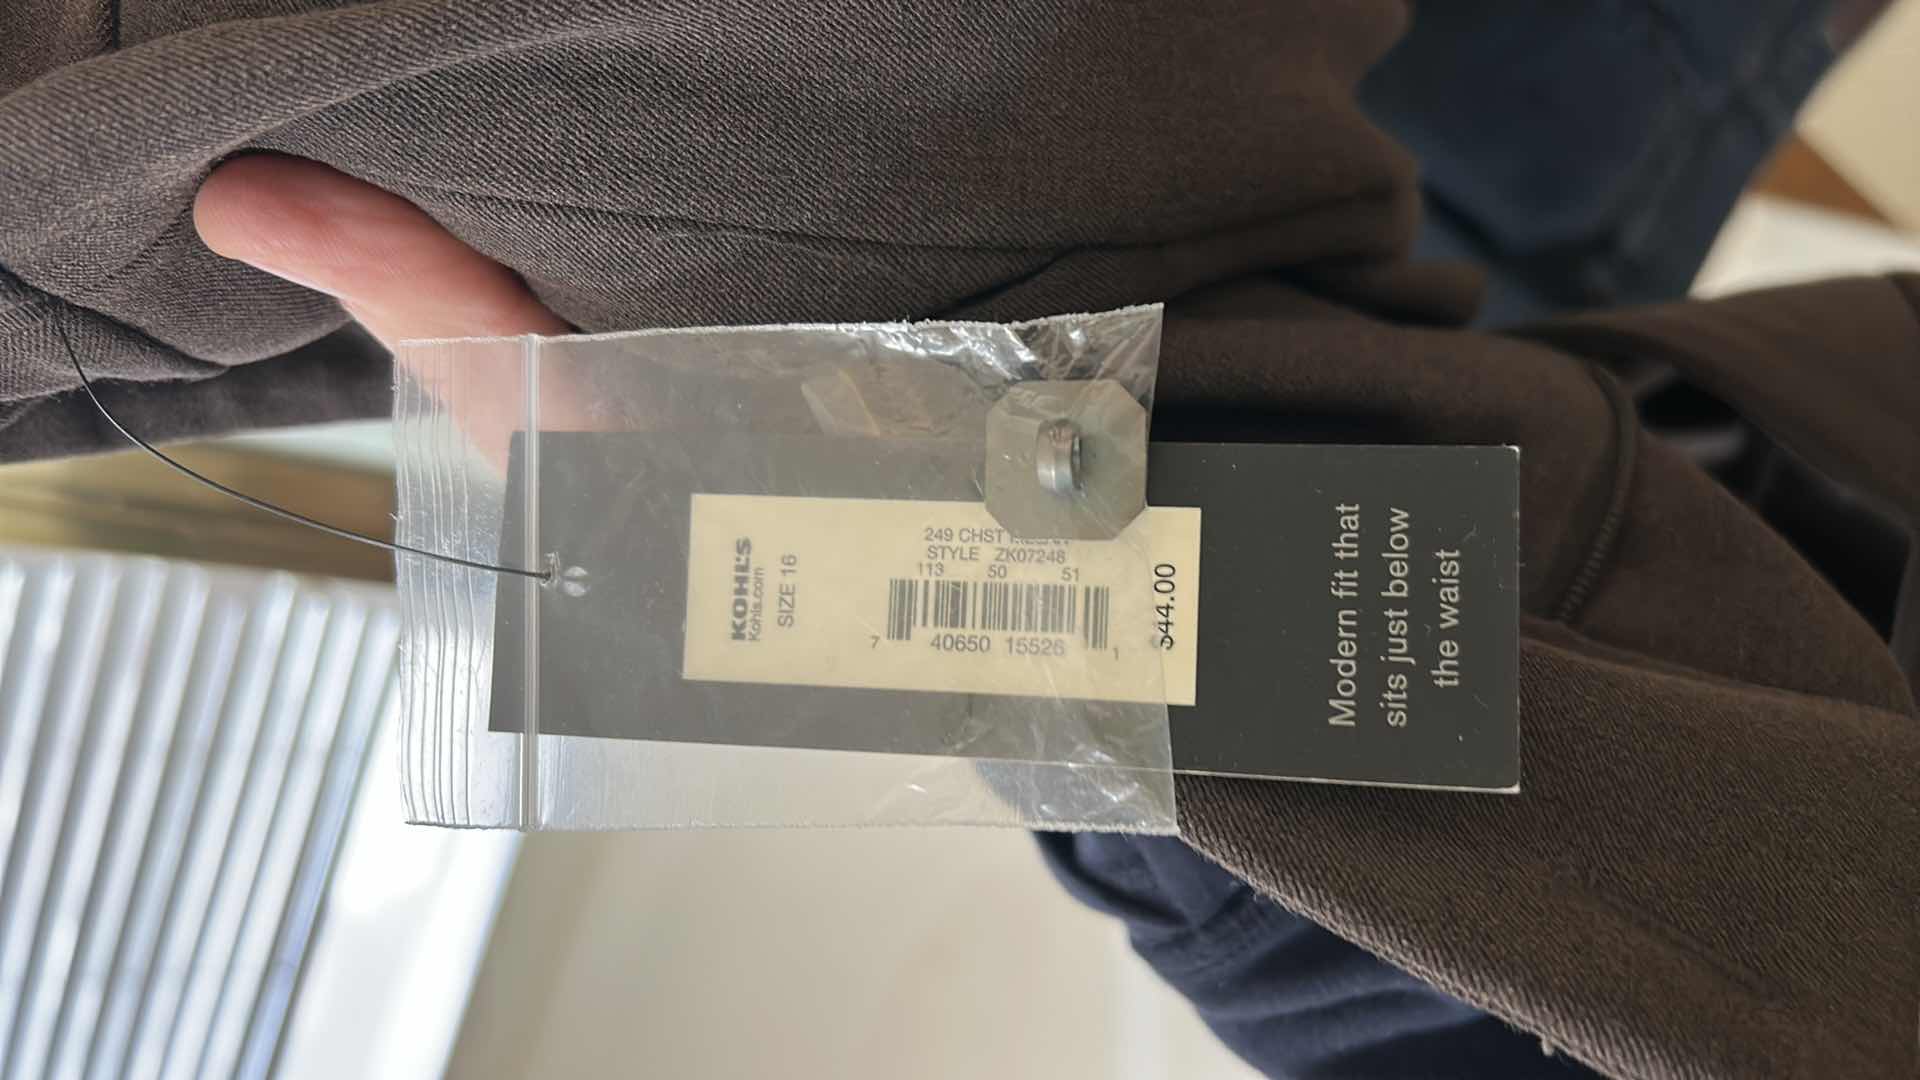 KOHL'S
Kohls.com
SIZE 16
249 CHST
STYLE ZK07248
113 50 51
7 40650 15526 1
$44.00
Modern fit that
sits just below
the waist